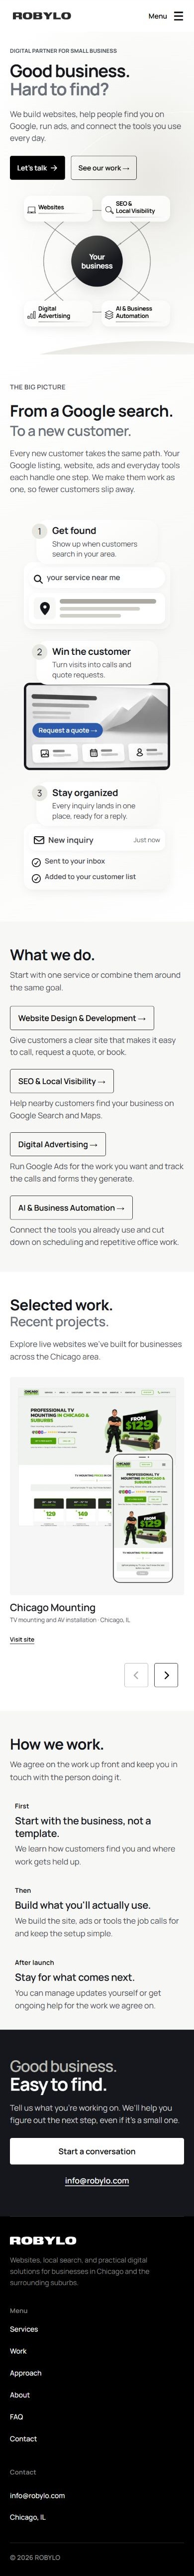 ROBYLO
Menu
DIGITAL PARTNER FOR SMALL BUSINESS
Good business.
Hard to find?
We build websites, help people find you on
Google, run ads, and connect the tools you use
every day.
Let's talk →
See our work →
Websites
SEO &
Local Visibility
Your
business
Digital
Advertising
AI & Business
Automation
THE BIG PICTURE
From a Google search.
To a new customer.
Every new customer takes the same path. Your
Google listing, website, ads and everyday tools
each handle one step. We make them work as
one, so fewer customers slip away.
1 Get found
Show up when customers
search in your area.
your service near me
2 Win the customer
Turn visits into calls and
quote requests.
Request a quote →
3 Stay organized
Every inquiry lands in one
place, ready for a reply.
New inquiry Just now
Sent to your inbox
Added to your customer list
What we do.
Start with one service or combine them around
the same goal.
Website Design & Development →
Give customers a clear site that makes it easy
to call, request a quote, or book.
SEO & Local Visibility →
Help nearby customers find your business on
Google Search and Maps.
Digital Advertising →
Run Google Ads for the work you want and track
the calls and forms they generate.
AI & Business Automation →
Connect the tools you already use and cut
down on scheduling and repetitive office work.
Selected work.
Recent projects.
Explore live websites we've built for businesses
across the Chicago area.
PROFESSIONAL TV
MOUNTING IN CHICAGO &
SUBURBS
FROM
$129!
FROM
$129!
$129
$149
Chicago Mounting
TV mounting and AV installation · Chicago, IL
Visit site
How we work.
We agree on the work up front and keep you in
touch with the person doing it.
First
Start with the business, not a
template.
We learn how customers find you and where
work gets held up.
Then
Build what you'll actually use.
We build the site, ads or tools the job calls for
and keep the setup simple.
After launch
Stay for what comes next.
You can manage updates yourself or get
ongoing help for the work we agree on.
Good business.
Easy to find.
Tell us what you're working on. We'll help you
figure out the next step, even if it's a small one.
Start a conversation
info@robylo.com
ROBYLO
Websites, local search, and practical digital
solutions for businesses in Chicago and the
surrounding suburbs.
Menu
Services
Work
Approach
About
FAQ
Contact
Contact
info@robylo.com
Chicago, IL
© 2026 ROBYLO